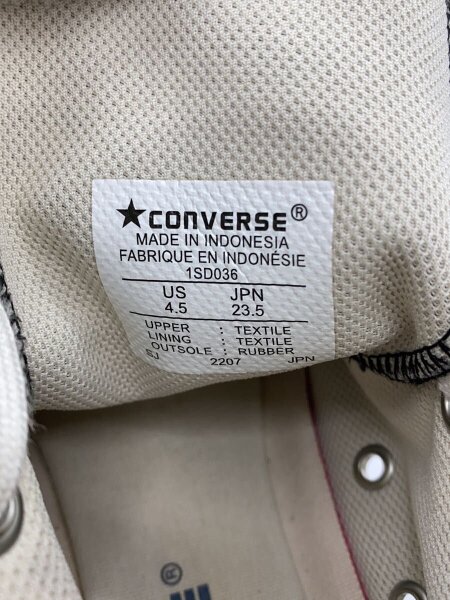 ★CONVERSE®
MADE IN INDONESIA
FABRIQUE EN INDONÉSIE
1SD036
US JPN
4.5 23.5
UPPER : TEXTILE
LINING : TEXTILE
OUTSOLE : RUBBER
SJ 2207 JPN
®